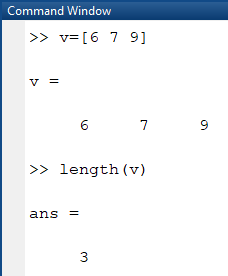 Command Window
>> v=[6 7 9]
v =
6 7 9
>> length(v)
ans =
3